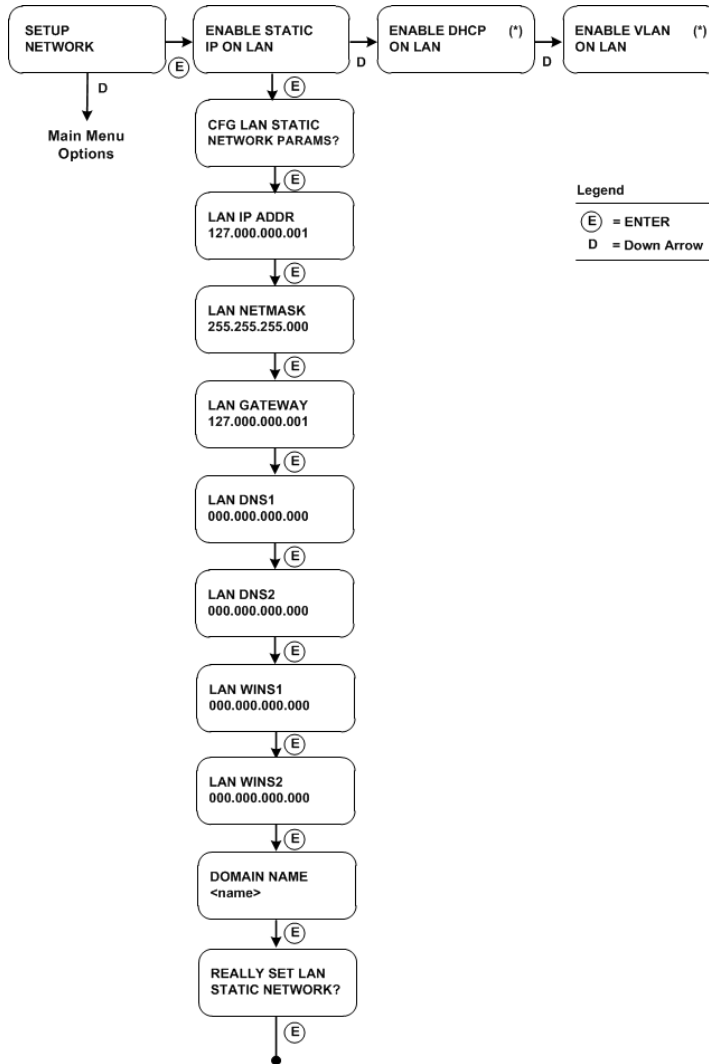 SETUP
NETWORK
E
ENABLE STATIC
IP ON LAN
D
ENABLE DHCP (*)
ON LAN
D
ENABLE VLAN (*)
ON LAN
D
Main Menu
Options
E
CFG LAN STATIC
NETWORK PARAMS?
E
LAN IP ADDR
127.000.000.001
E
LAN NETMASK
255.255.255.000
E
LAN GATEWAY
127.000.000.001
E
LAN DNS1
000.000.000.000
E
LAN DNS2
000.000.000.000
E
LAN WINS1
000.000.000.000
E
LAN WINS2
000.000.000.000
E
DOMAIN NAME
<name>
E
REALLY SET LAN
STATIC NETWORK?
E
Legend
E = ENTER
D = Down Arrow